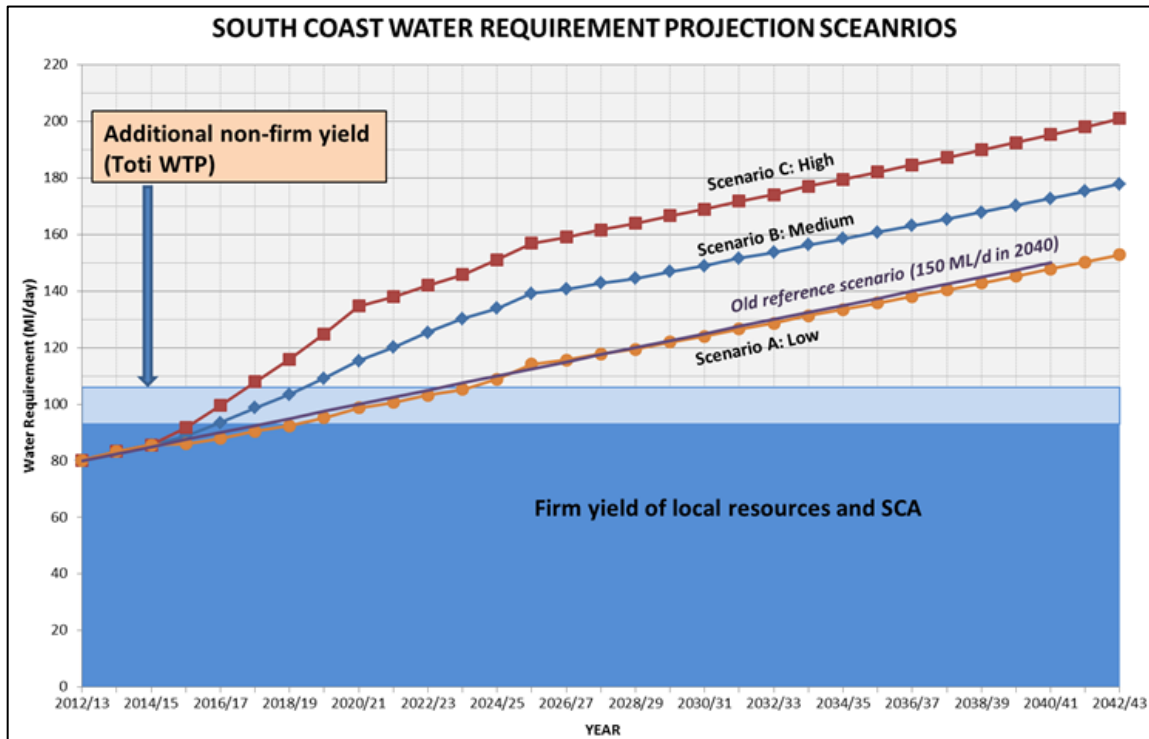 SOUTH COAST WATER REQUIREMENT PROJECTION SCEANRIOS
220
200
180
160
140
120
100
80
60
40
20
0
Water Requirement (Ml/day)
Additional non-firm yield
(Toti WTP)
Scenario C: High
Scenario B: Medium
Old reference scenario (150 ML/d in 2040)
Scenario A: Low
Firm yield of local resources and SCA
2012/13 2014/15 2016/17 2018/19 2020/21 2022/23 2024/25 2026/27 2028/29 2030/31 2032/33 2034/35 2036/37 2038/39 2040/41 2042/43
YEAR